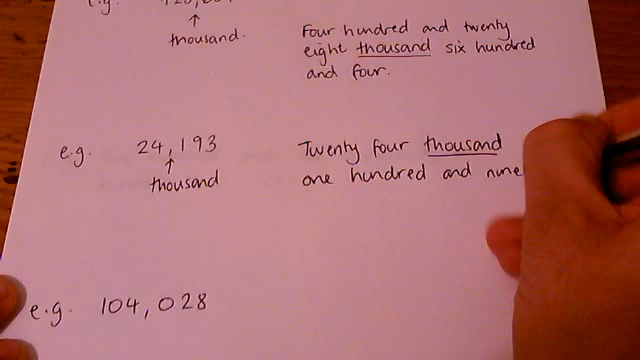 e.g.
thousand.
Four hundred and twenty
eight thousand six hundred
and four.
e.g. 24,193
thousand
Twenty four thousand
one hundred and nine
e.g. 104,028